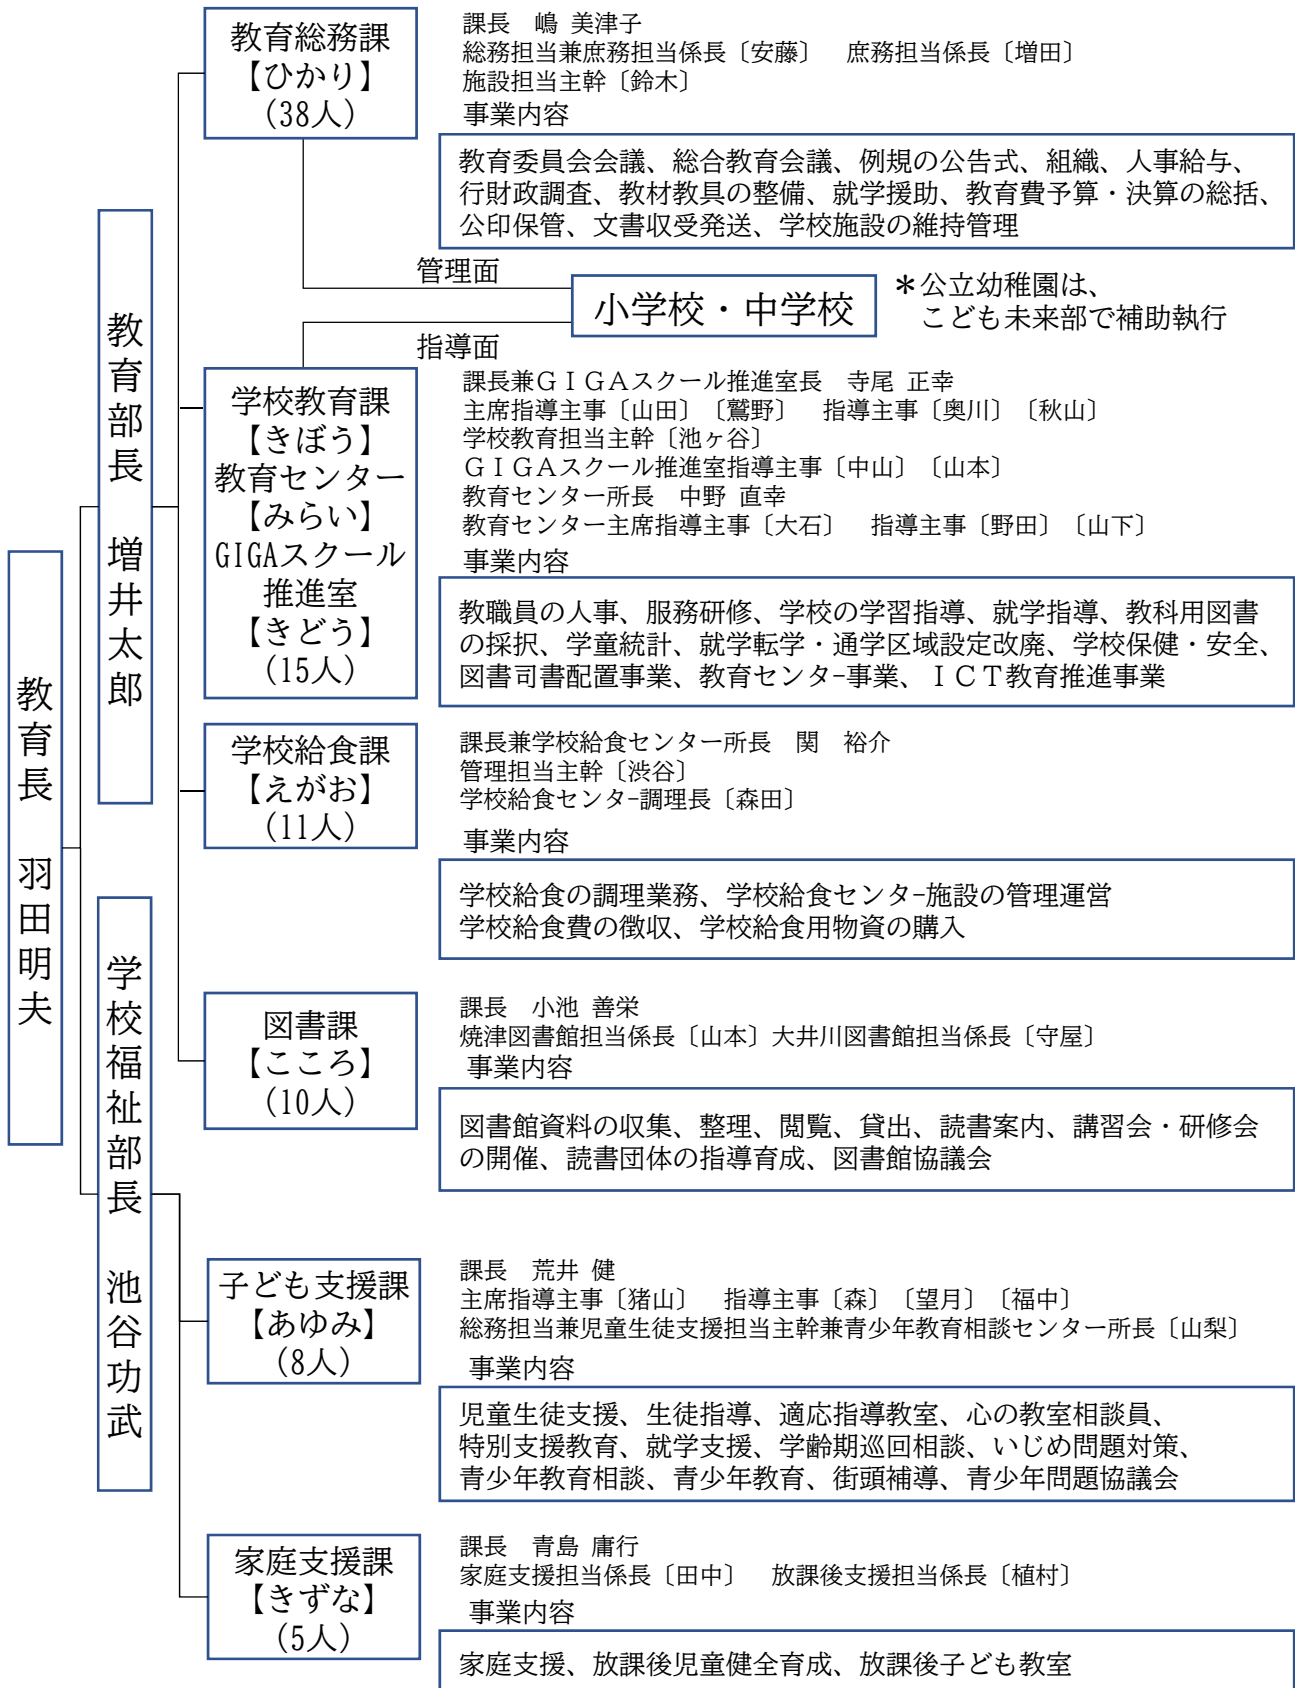 教育長　羽田明夫
教育部長　増井太郎
教育総務課
【ひかり】
(38人)
課長　嶋 美津子
総務担当兼庶務担当係長〔安藤〕　庶務担当係長〔増田〕
施設担当主幹〔鈴木〕
事業内容
教育委員会会議、総合教育会議、例規の公告式、組織、人事給与、
行財政調査、教材教具の整備、就学援助、教育費予算・決算の総括、
公印保管、文書収受発送、学校施設の維持管理
管理面
小学校・中学校
＊公立幼稚園は、
こども未来部で補助執行
指導面
学校教育課
【きぼう】
教育センター
【みらい】
GIGAスクール
推進室
【きどう】
(15人)
課長兼ＧＩＧＡスクール推進室長　寺尾 正幸
主席指導主事〔山田〕〔鷲野〕　指導主事〔奥川〕〔秋山〕
学校教育担当主幹〔池ヶ谷〕
ＧＩＧＡスクール推進室指導主事〔中山〕〔山本〕
教育センター所長　中野 直幸
教育センター主席指導主事〔大石〕　指導主事〔野田〕〔山下〕
事業内容
教職員の人事、服務研修、学校の学習指導、就学指導、教科用図書
の採択、学童統計、就学転学・通学区域設定改廃、学校保健・安全、
図書司書配置事業、教育センタ-事業、ＩＣＴ教育推進事業
学校給食課
【えがお】
(11人)
課長兼学校給食センター所長　関　裕介
管理担当主幹〔渋谷〕
学校給食センタ-調理長〔森田〕
事業内容
学校給食の調理業務、学校給食センタ-施設の管理運営
学校給食費の徴収、学校給食用物資の購入
図書課
【こころ】
(10人)
課長　小池 善栄
焼津図書館担当係長〔山本〕大井川図書館担当係長〔守屋〕
事業内容
図書館資料の収集、整理、閲覧、貸出、読書案内、講習会・研修会
の開催、読書団体の指導育成、図書館協議会
学校福祉部長　池谷功武
子ども支援課
【あゆみ】
(8人)
課長　荒井 健
主席指導主事〔猪山〕　指導主事〔森〕〔望月〕〔福中〕
総務担当兼児童生徒支援担当主幹兼青少年教育相談センター所長〔山梨〕
事業内容
児童生徒支援、生徒指導、適応指導教室、心の教室相談員、
特別支援教育、就学支援、学齢期巡回相談、いじめ問題対策、
青少年教育相談、青少年教育、街頭補導、青少年問題協議会
家庭支援課
【きずな】
(5人)
課長　青島 庸行
家庭支援担当係長〔田中〕　放課後支援担当係長〔植村〕
事業内容
家庭支援、放課後児童健全育成、放課後子ども教室